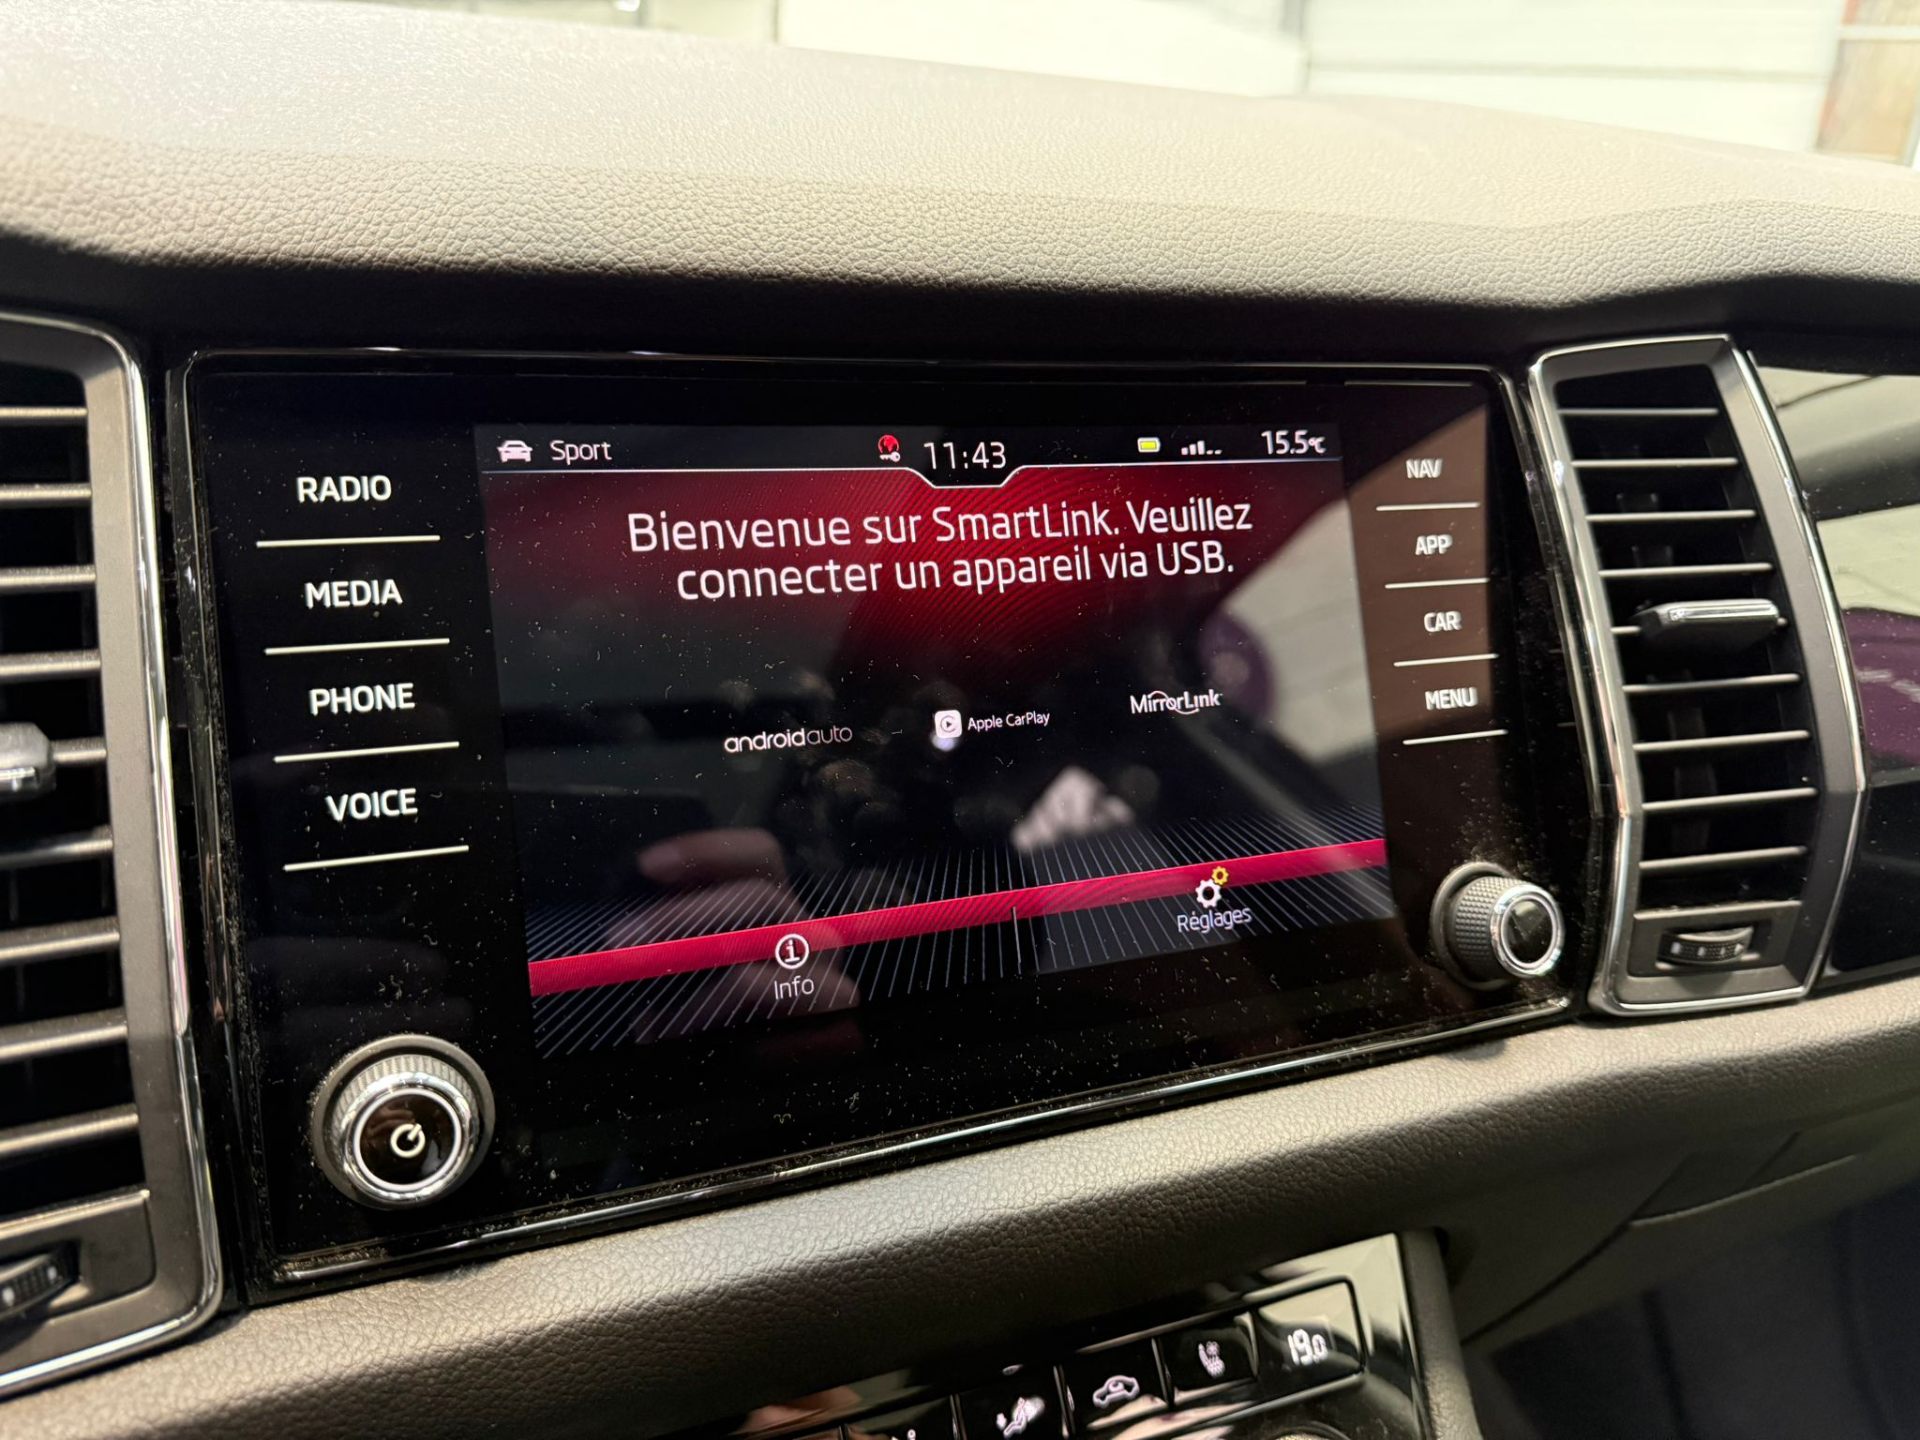 Sport
11:43
15.5°C
RADIO
MEDIA
PHONE
VOICE
Bienvenue sur SmartLink. Veuillez
connecter un appareil via USB.
androidauto
Apple CarPlay
MirrorLink
Info
Réglages
NAV
APP
CAR
MENU
19.0